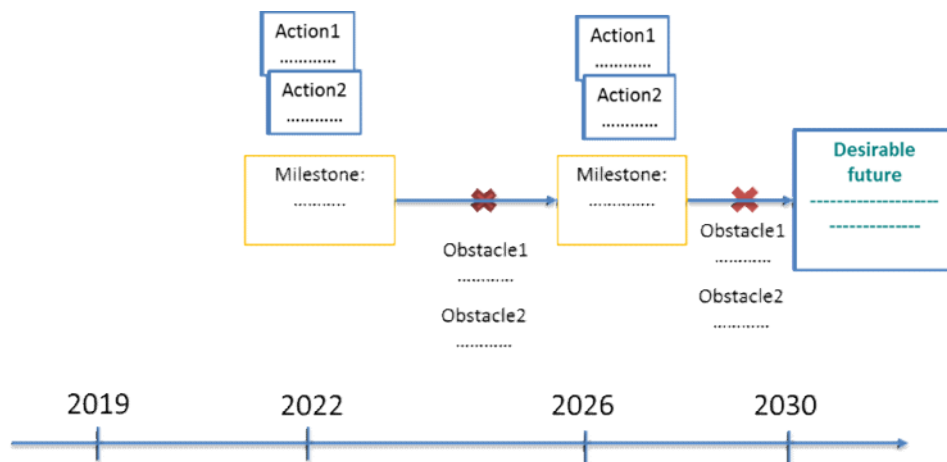 Action1
............
Action2
............
Action1
............
Action2
............
Milestone:
...........
Milestone:
..............
Desirable
future
---------------------
---------------
Obstacle1
............
Obstacle2
............
Obstacle1
............
Obstacle2
............
2019
2022
2026
2030